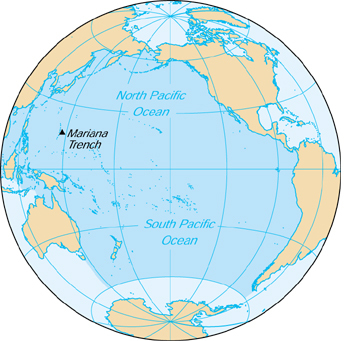 North Pacific
Ocean
Mariana
Trench
South Pacific
Ocean